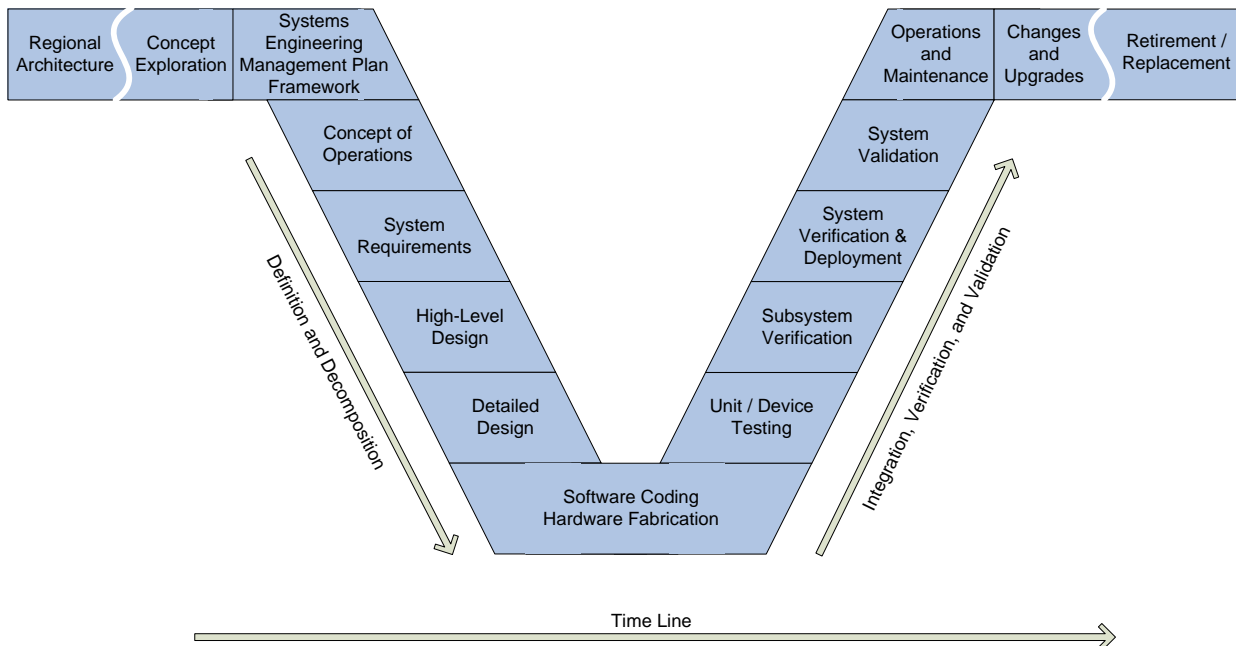 Regional
Architecture
Concept
Exploration
Systems
Engineering
Management Plan
Framework
Concept of
Operations
System
Requirements
High-Level
Design
Detailed
Design
Software Coding
Hardware Fabrication
Unit / Device
Testing
Subsystem
Verification
System
Verification &
Deployment
System
Validation
Operations
and
Maintenance
Changes
and
Upgrades
Retirement /
Replacement
Definition and Decomposition
Integration, Verification, and Validation
Time Line